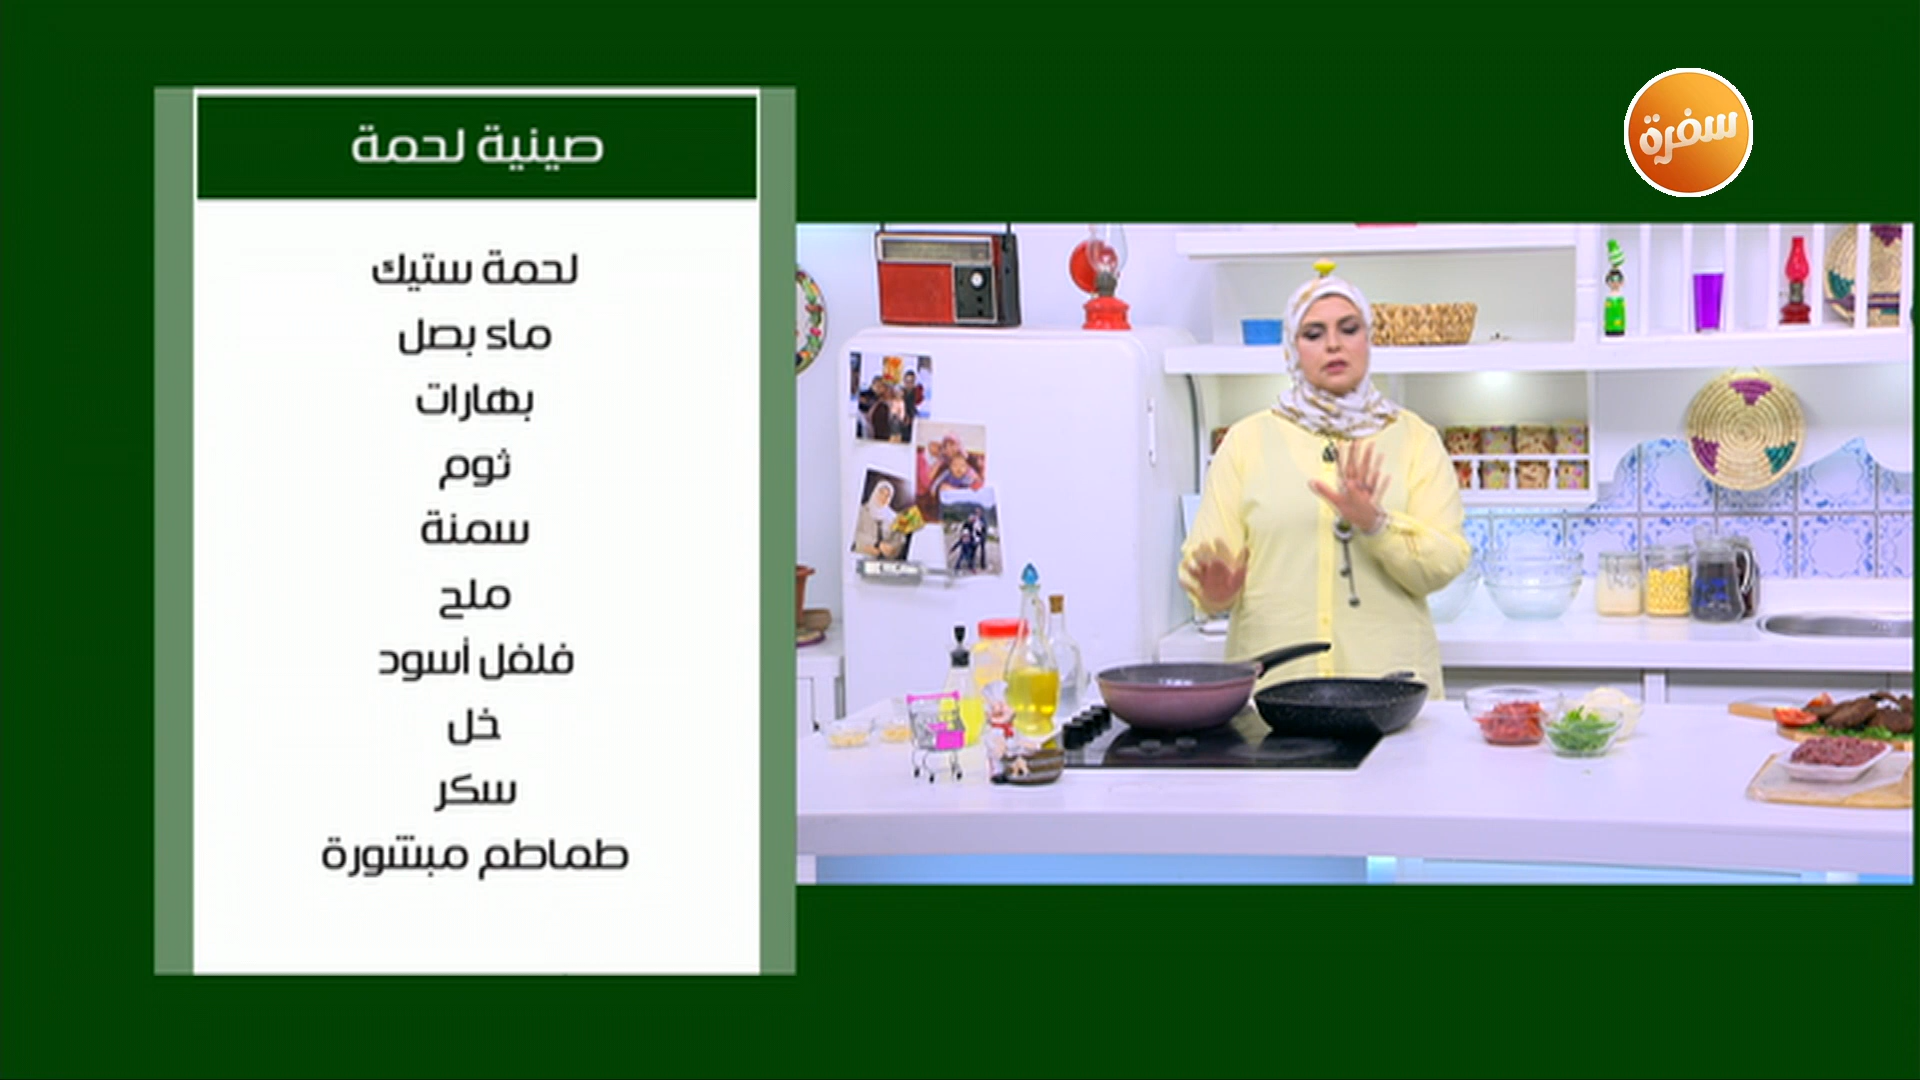 صينية لحمة
لحمة ستيك
ماء بصل
بهارات
ثوم
سمنة
ملح
فلفل أسود
خل
سكر
طماطم مبشورة
سفرة